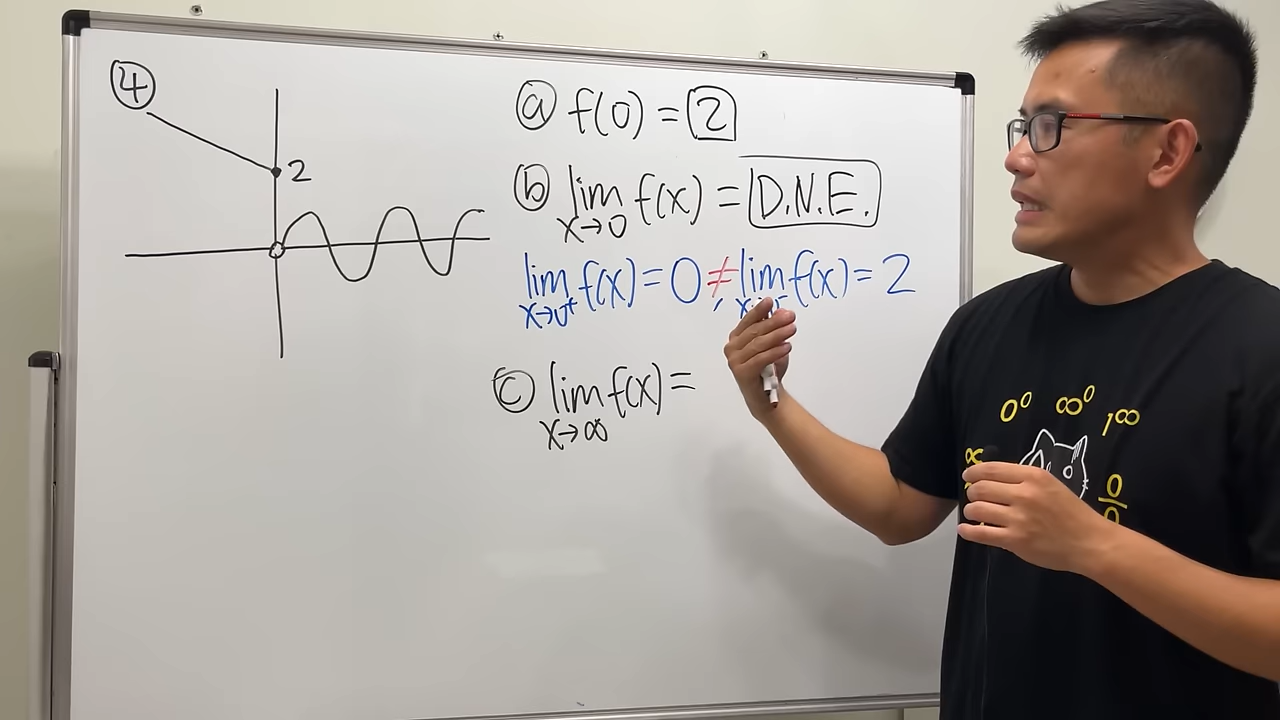 ④
2
ⓐ f(0) = 2
ⓑ lim f(x) = D.N.E.
x→0
lim f(x) = 0 ≠ lim f(x) = 2
x→0⁺
ⓒ lim f(x) =
x→∞
0⁰ ∞⁰ 1^∞
0/0